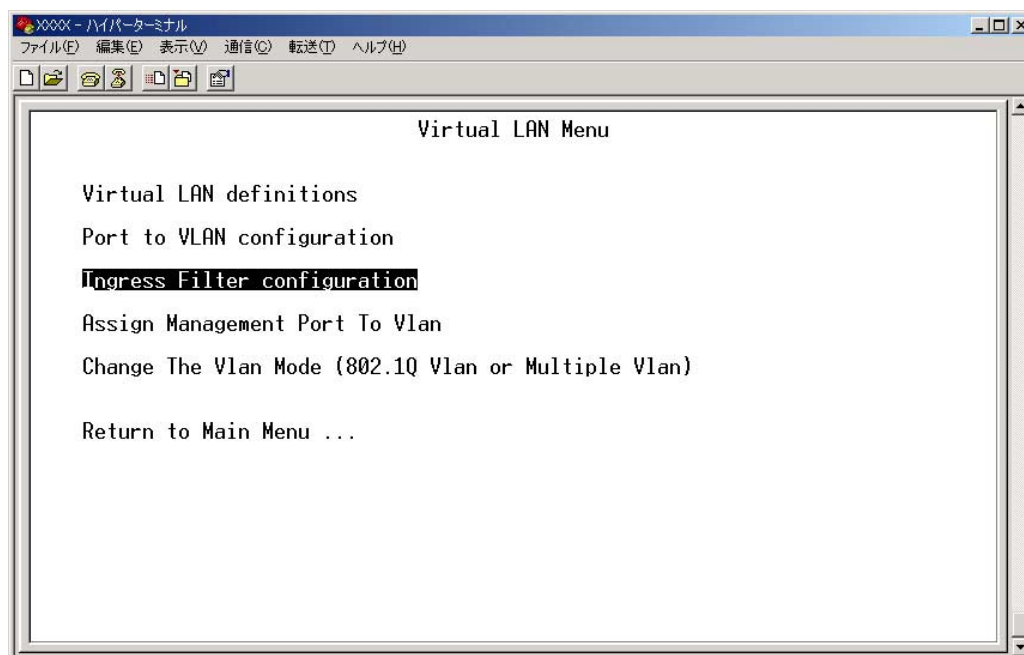 XXXX - ハイパーターミナル
ファイル(F) 編集(E) 表示(V) 通信(C) 転送(T) ヘルプ(H)
Virtual LAN Menu
Virtual LAN definitions
Port to VLAN configuration
Ingress Filter configuration
Assign Management Port To Vlan
Change The Vlan Mode (802.1Q Vlan or Multiple Vlan)
Return to Main Menu ...